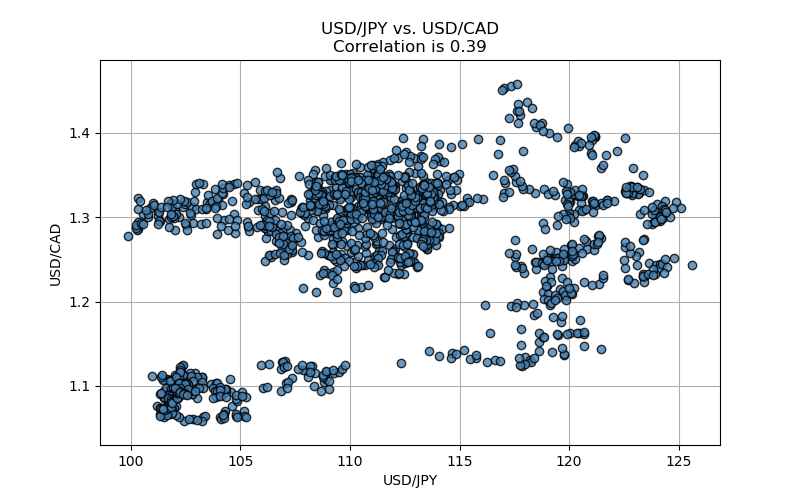 USD/JPY vs. USD/CAD
Correlation is 0.39
1.4
1.3
1.2
1.1
USD/CAD
100 105 110 115 120 125
USD/JPY